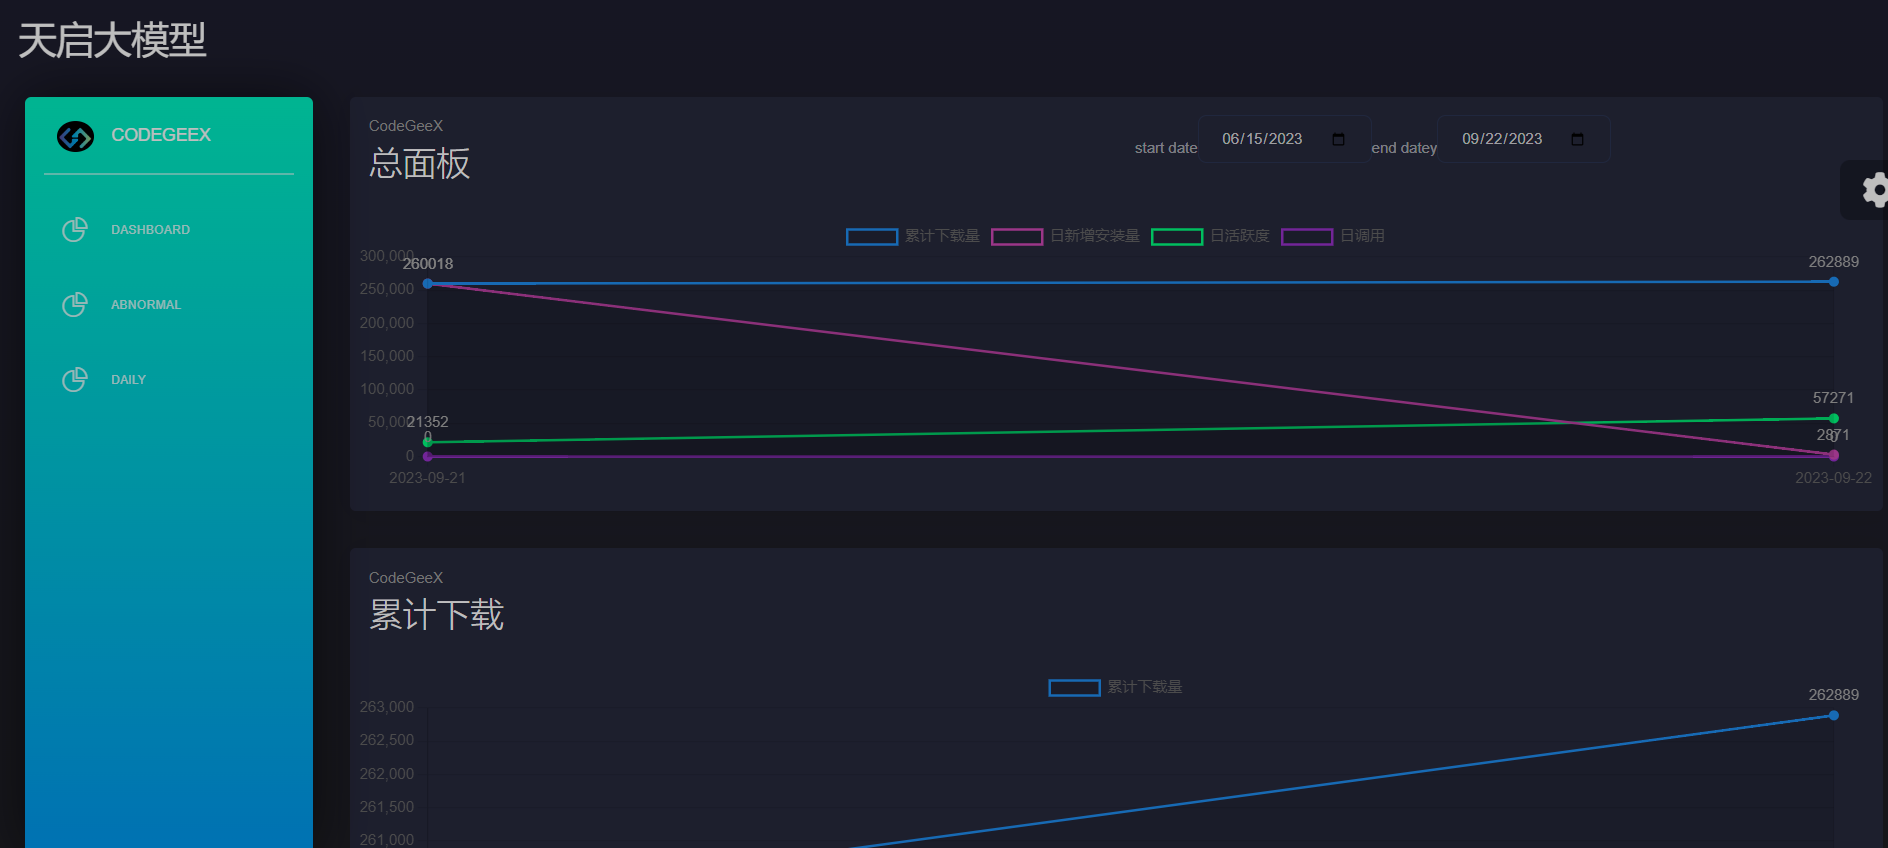 天启大模型
CODEGEEX
DASHBOARD
ABNORMAL
DAILY
CodeGeeX
总面板
start date 06/15/2023 end datey 09/22/2023
累计下载量 日新增安装量 日活跃度 日调用
300,000
250,000
200,000
150,000
100,000
50,000
0
260018
262889
21352
0
57271
2871
0
2023-09-21 2023-09-22
CodeGeeX
累计下载
累计下载量
262889
263,000
262,500
262,000
261,500
261,000